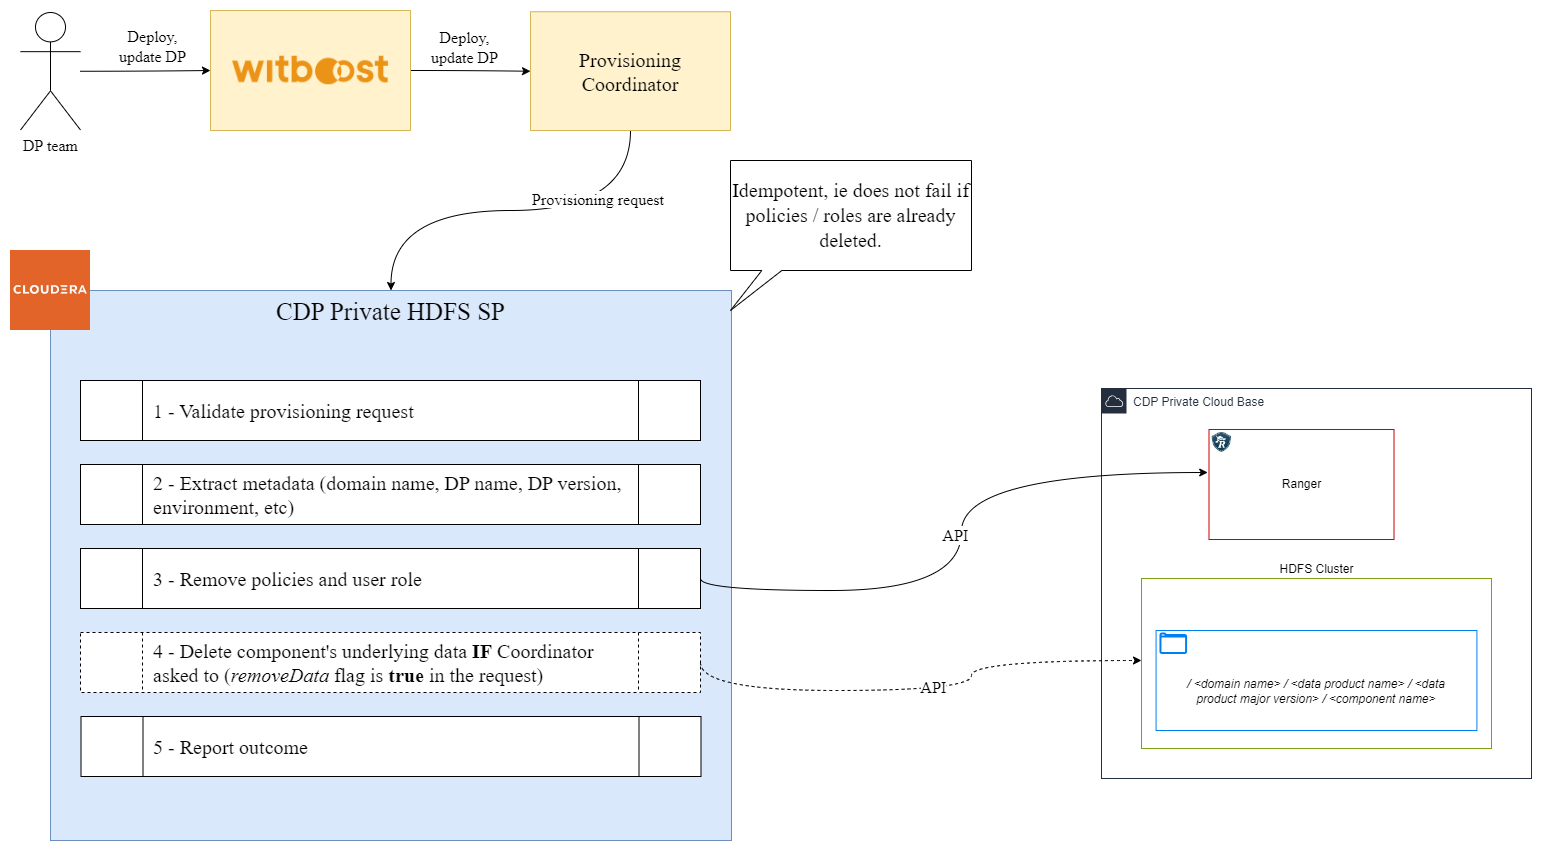 Deploy,
update DP
witboost
Deploy,
update DP
Provisioning
Coordinator
DP team
Provisioning request
Idempotent, ie does not fail if
policies / roles are already
deleted.
CLOUDERA
CDP Private HDFS SP
1 - Validate provisioning request
2 - Extract metadata (domain name, DP name, DP version,
environment, etc)
3 - Remove policies and user role
4 - Delete component's underlying data IF Coordinator
asked to (removeData flag is true in the request)
5 - Report outcome
API
API
CDP Private Cloud Base
Ranger
HDFS Cluster
/ <domain name> / <data product name> / <data
product major version> / <component name>